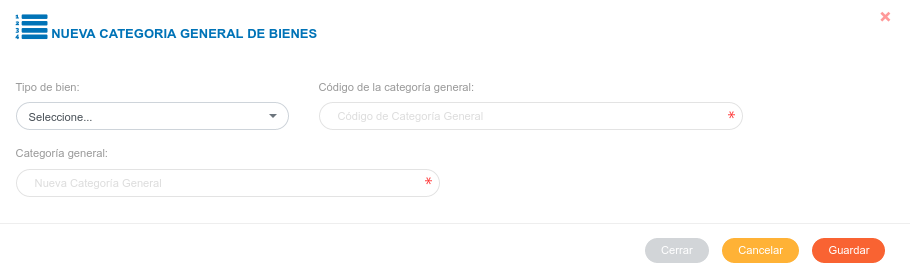 NUEVA CATEGORIA GENERAL DE BIENES
Tipo de bien:
Código de la categoría general:
Seleccione...
Código de Categoría General
*
Categoría general:
Nueva Categoría General
*
Cerrar
Cancelar
Guardar